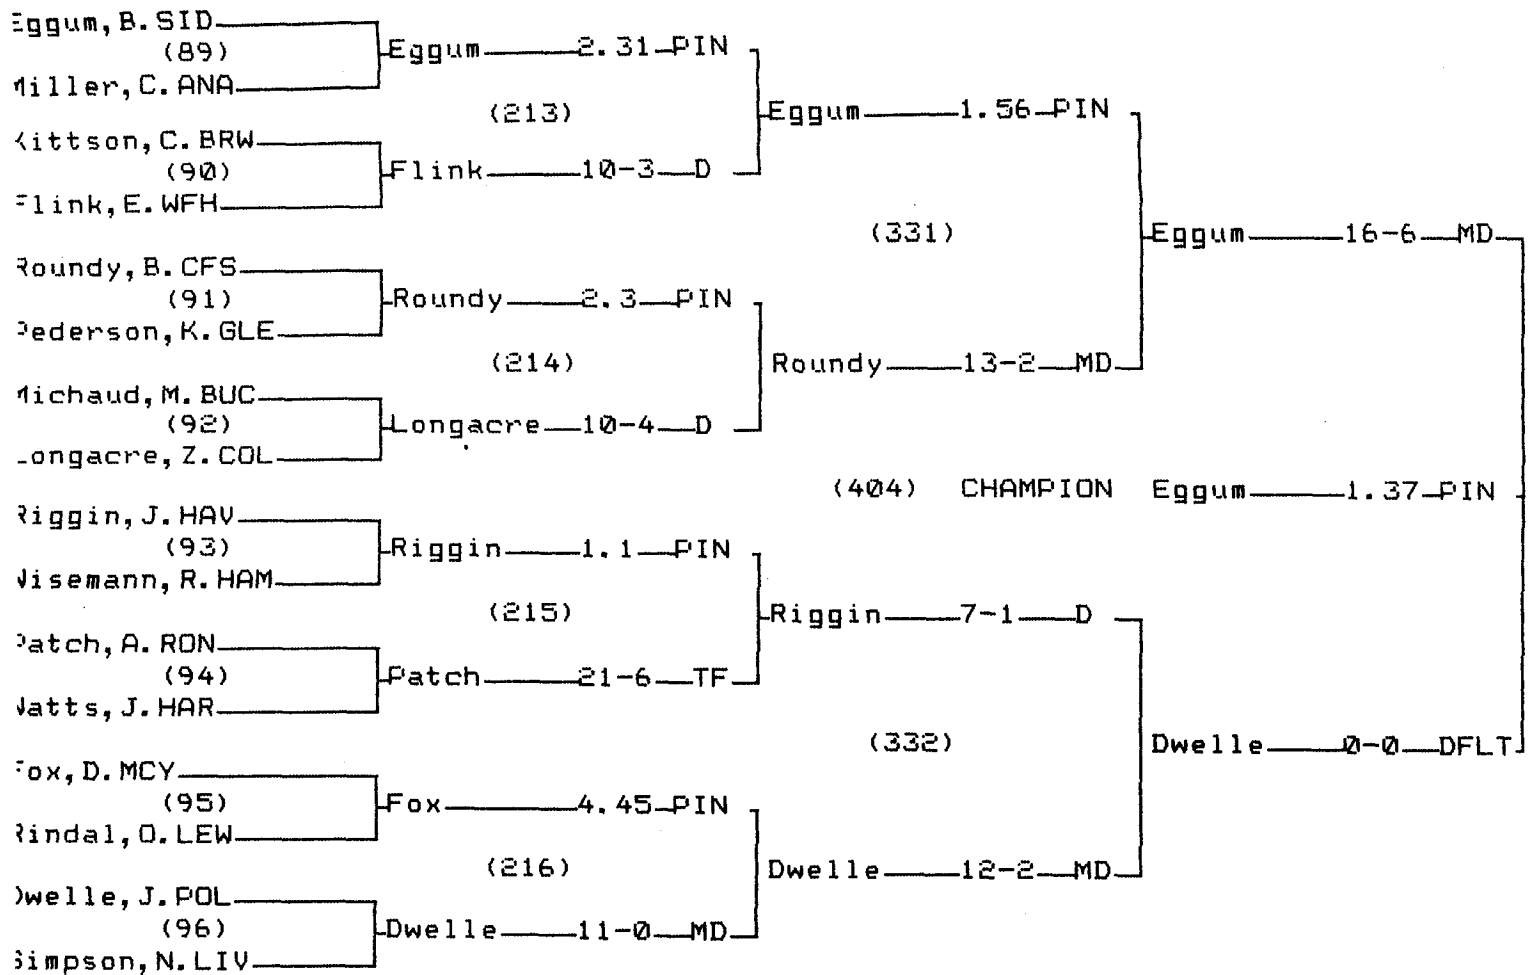 Eggum, B. SID
(89)
Eggum 2.31 PIN
Miller, C. ANA
(213)
Eggum 1.56 PIN
Kittson, C. BRW
(90)
Flink 10-3 D
Flink, E. WFH
(331)
Eggum 16-6 MD
Roundy, B. CFS
(91)
Roundy 2.3 PIN
Pederson, K. GLE
(214)
Roundy 13-2 MD
Michaud, M. BUC
(92)
Longacre 10-4 D
Longacre, Z. COL
(404) CHAMPION Eggum 1.37 PIN
Riggin, J. HAV
(93)
Riggin 1.1 PIN
Wisemann, R. HAM
(215)
Riggin 7-1 D
Patch, A. RON
(94)
Patch 21-6 TF
Watts, J. HAR
(332)
Dwelle 0-0 DFLT
Fox, D. MCY
(95)
Fox 4.45 PIN
Rindal, O. LEW
(216)
Dwelle 12-2 MD
Dwelle, J. POL
(96)
Dwelle 11-0 MD
Simpson, N. LIV